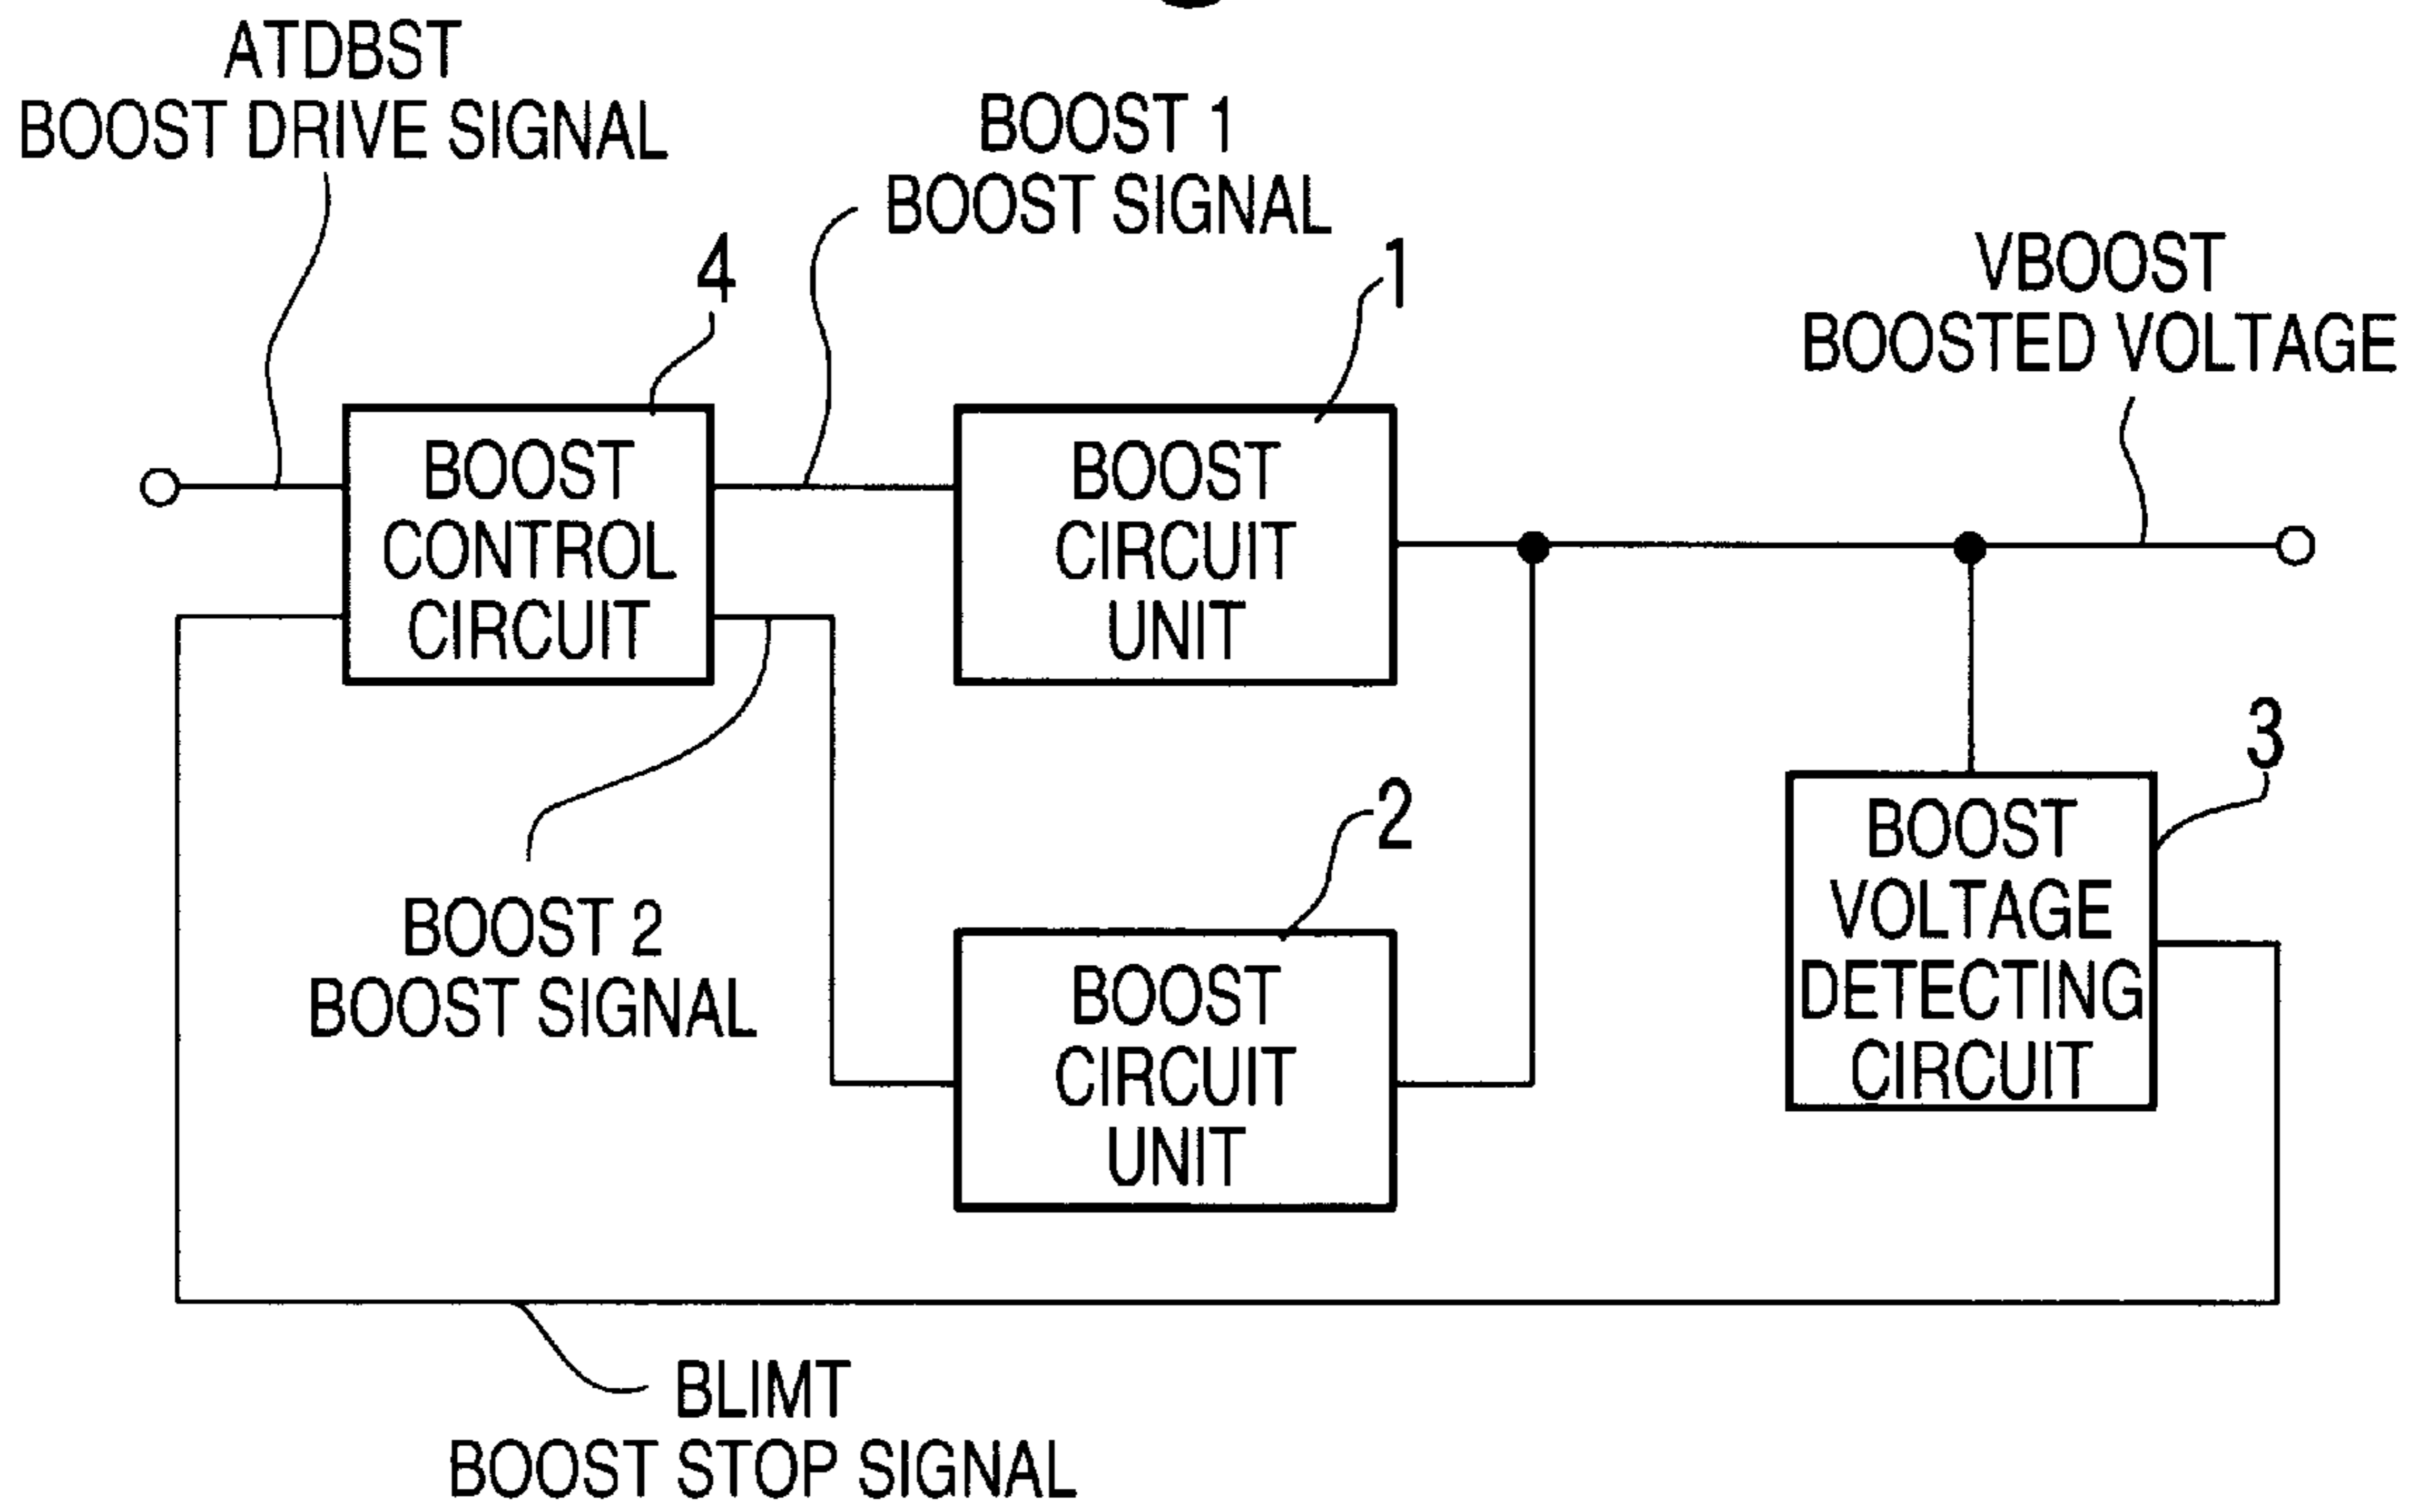 ATDBST
BOOST DRIVE SIGNAL
BOOST 1
BOOST SIGNAL
4
1
VBOOST
BOOSTED VOLTAGE
BOOST
CONTROL
CIRCUIT
BOOST
CIRCUIT
UNIT
BOOST 2
BOOST SIGNAL
2
BOOST
CIRCUIT
UNIT
3
BOOST
VOLTAGE
DETECTING
CIRCUIT
BLIMT
BOOST STOP SIGNAL